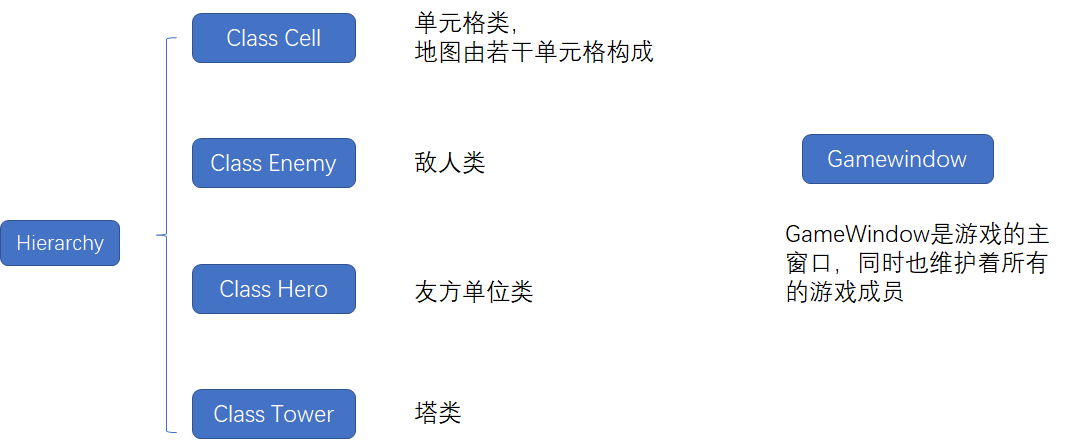 Class Cell
单元格类，
地图由若干单元格构成
Class Enemy
敌人类
Gamewindow
Hierarchy
GameWindow是游戏的主
窗口，同时也维护着所有
的游戏成员
Class Hero
友方单位类
Class Tower
塔类